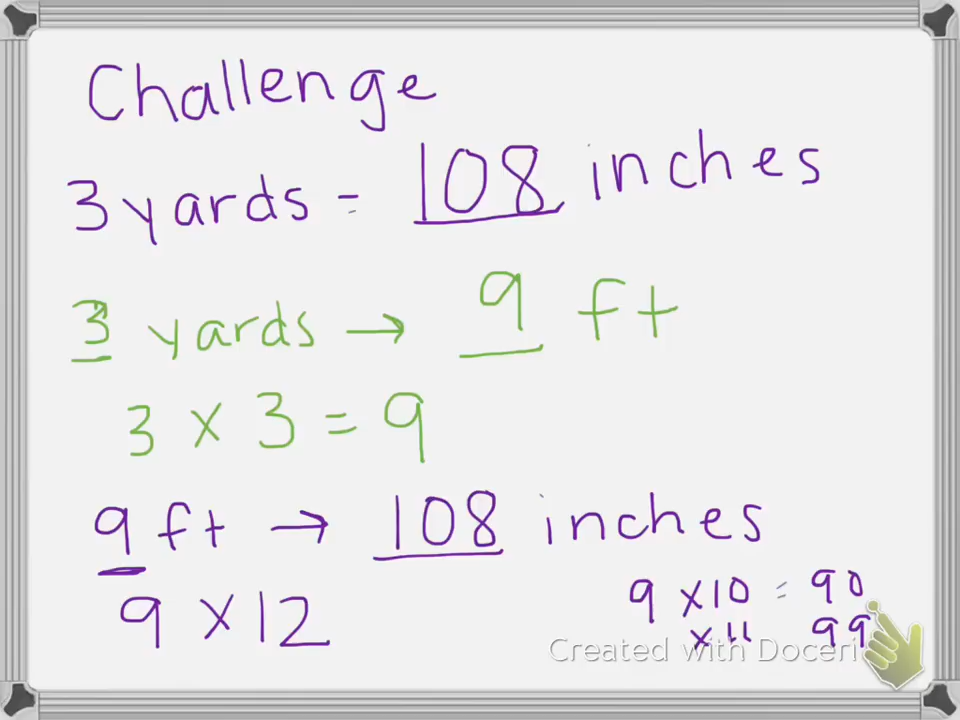 Challenge
3 yards = 108 inches
3 yards → 9 ft
3 x 3 = 9
9 ft → 108 inches
9 x 12
9 x 10 = 90
x 11 99
Created with Doceri